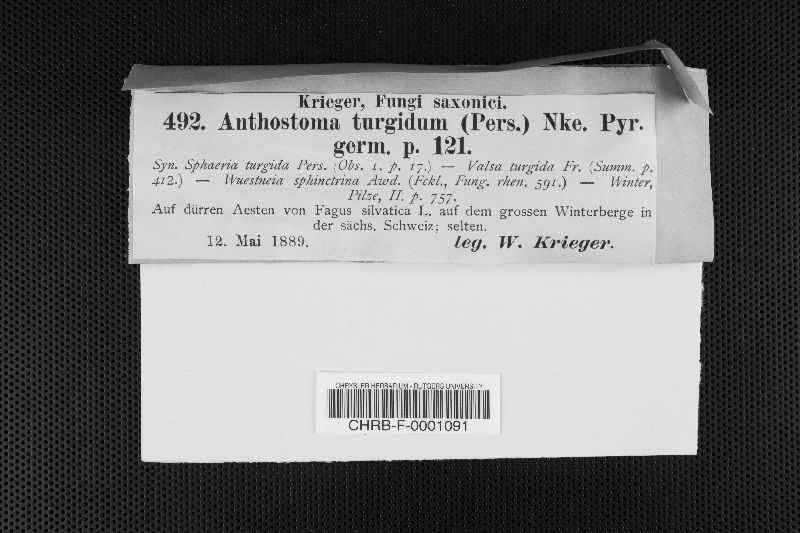 Krieger, Fungi saxonici.
492. Anthostoma turgidum (Pers.) Nke. Pyr.
germ. p. 121.
Syn. Sphaeria turgida Pers. (Obs. 1. p. 17.) — Valsa turgida Fr. (Summ. p.
412.) — Wuestneia sphinctrina Awd. (Fckl., Fung. rhen. 591.) — Winter,
Pilze, II. p. 757.
Auf dürren Aesten von Fagus silvatica L. auf dem grossen Winterberge in
der sächs. Schweiz; selten.
12. Mai 1889. leg. W. Krieger.
CHRYSLER HERBARIUM - RUTGERS UNIVERSITY
CHRB-F-0001091